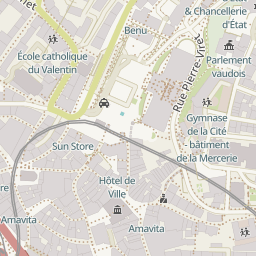 & Chancellerie
d'État
Benu
École catholique
du Valentin
Parlement
vaudois
Rue Pierre-Viret
Gymnase
de la Cité
bâtiment
de la Mercerie
Sun Store
Hôtel de
Ville
Amavita
Amavita